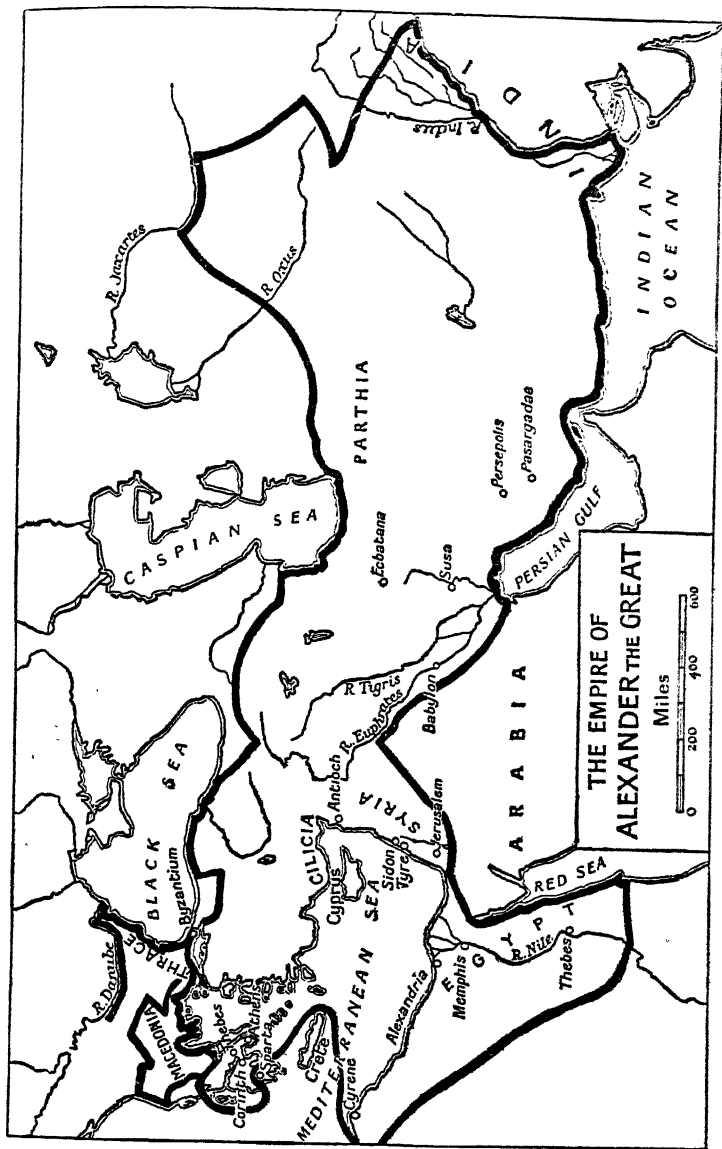 THE EMPIRE OF
ALEXANDER THE GREAT
Miles
0 200 400 600
R. Danube
THRACE
MACEDONIA
BLACK SEA
Byzantium
Thebes
Athens
Corinth
Sparta
Crete
MEDITERRANEAN SEA
Cyrene
Alexandria
Memphis
EGYPT
R. Nile
Thebes
RED SEA
CILICIA
Cyprus
Antioch
SYRIA
Sidon
Tyre
Jerusalem
ARABIA
R. Euphrates
R. Tigris
Babylon
CASPIAN SEA
Ecbatana
Susa
PARTHIA
Persepolis
Pasargadae
PERSIAN GULF
R. Jaxartes
R. Oxus
R. Indus
INDIA
INDIAN
OCEAN